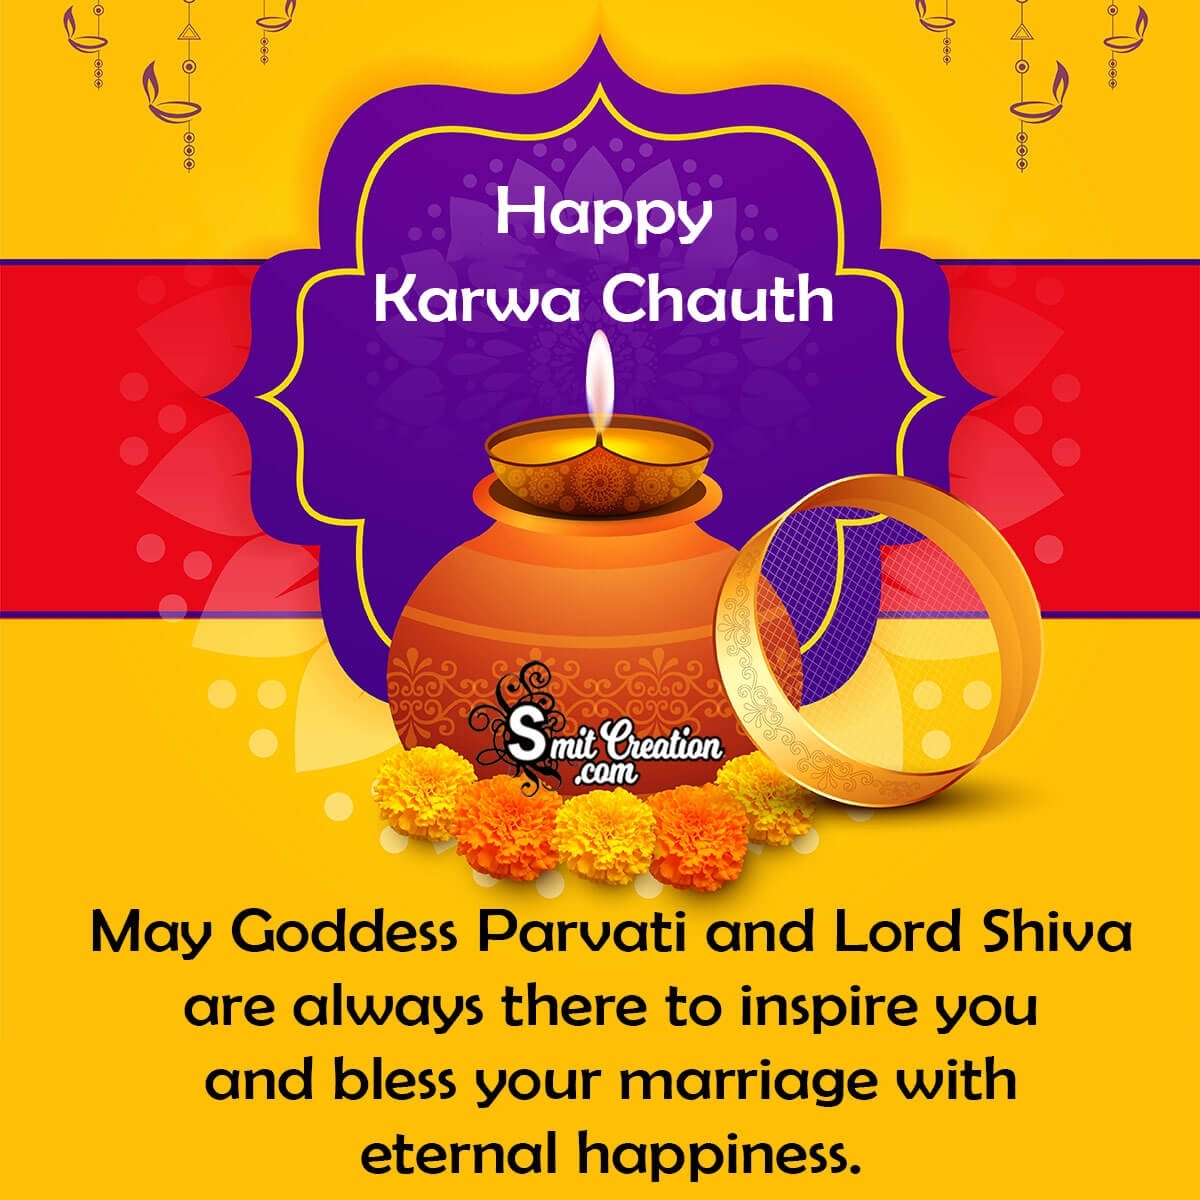 Happy
Karwa Chauth
Smit Creation
.com
May Goddess Parvati and Lord Shiva
are always there to inspire you
and bless your marriage with
eternal happiness.